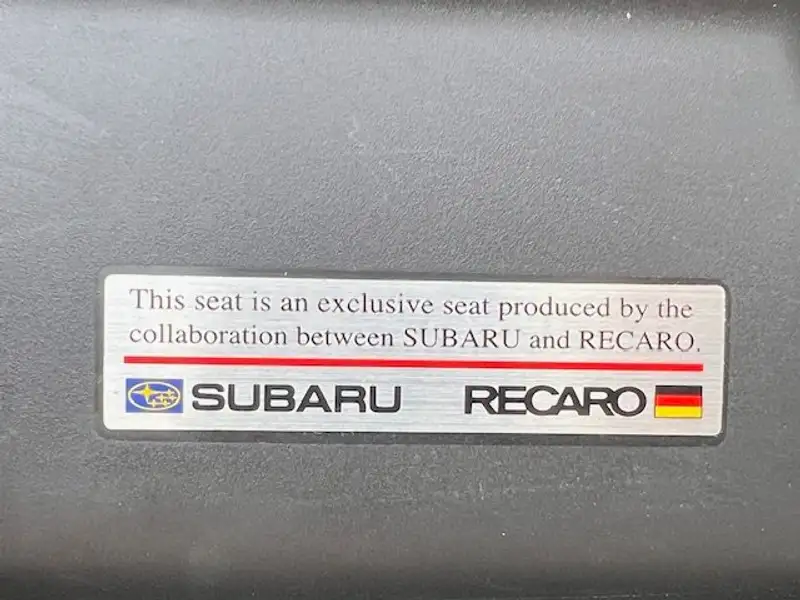 This seat is an exclusive seat produced by the
collaboration between SUBARU and RECARO.
SUBARU RECARO